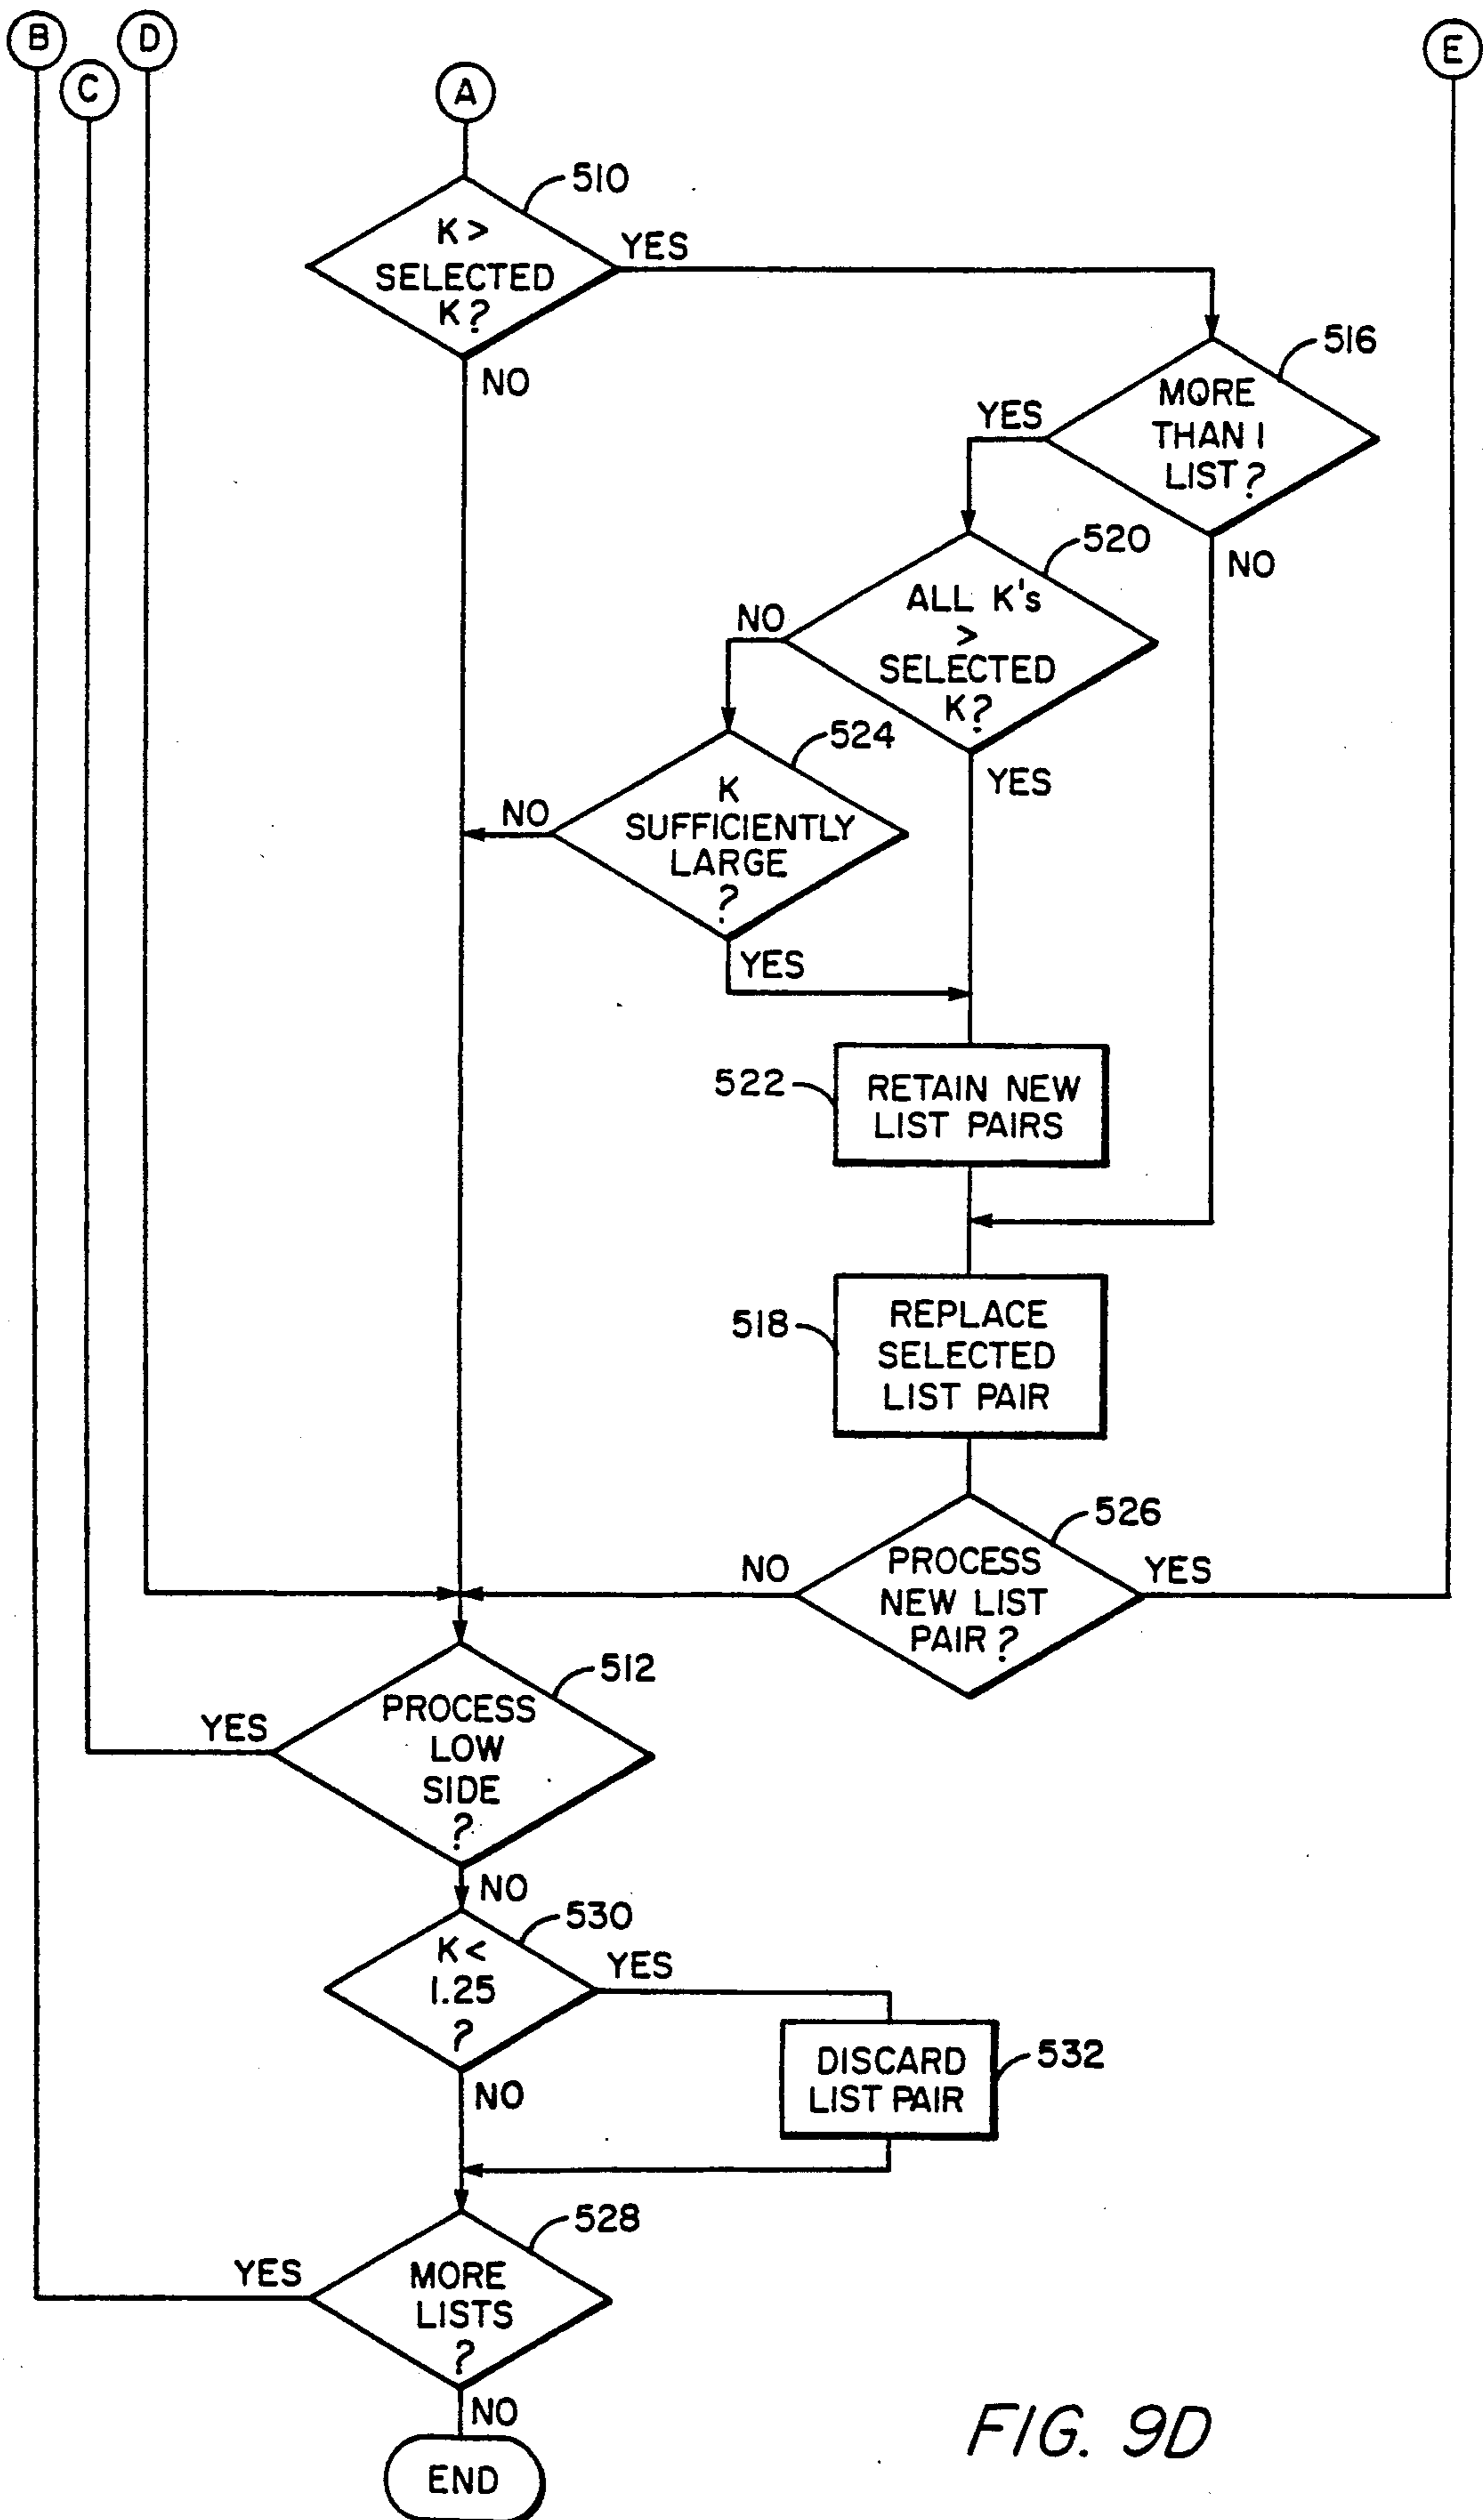 B
D
E
C
A
510
K >
SELECTED
K?
YES
NO
516
MORE
THAN 1
LIST?
YES
NO
520
ALL K's
>
SELECTED
K?
NO
YES
524
K
SUFFICIENTLY
LARGE
?
NO
YES
522
RETAIN NEW
LIST PAIRS
518
REPLACE
SELECTED
LIST PAIR
526
PROCESS
NEW LIST
PAIR?
NO
YES
512
PROCESS
LOW
SIDE
?
YES
NO
530
K <
1.25
?
YES
NO
DISCARD
LIST PAIR
532
528
MORE
LISTS
?
YES
NO
END
FIG. 9D